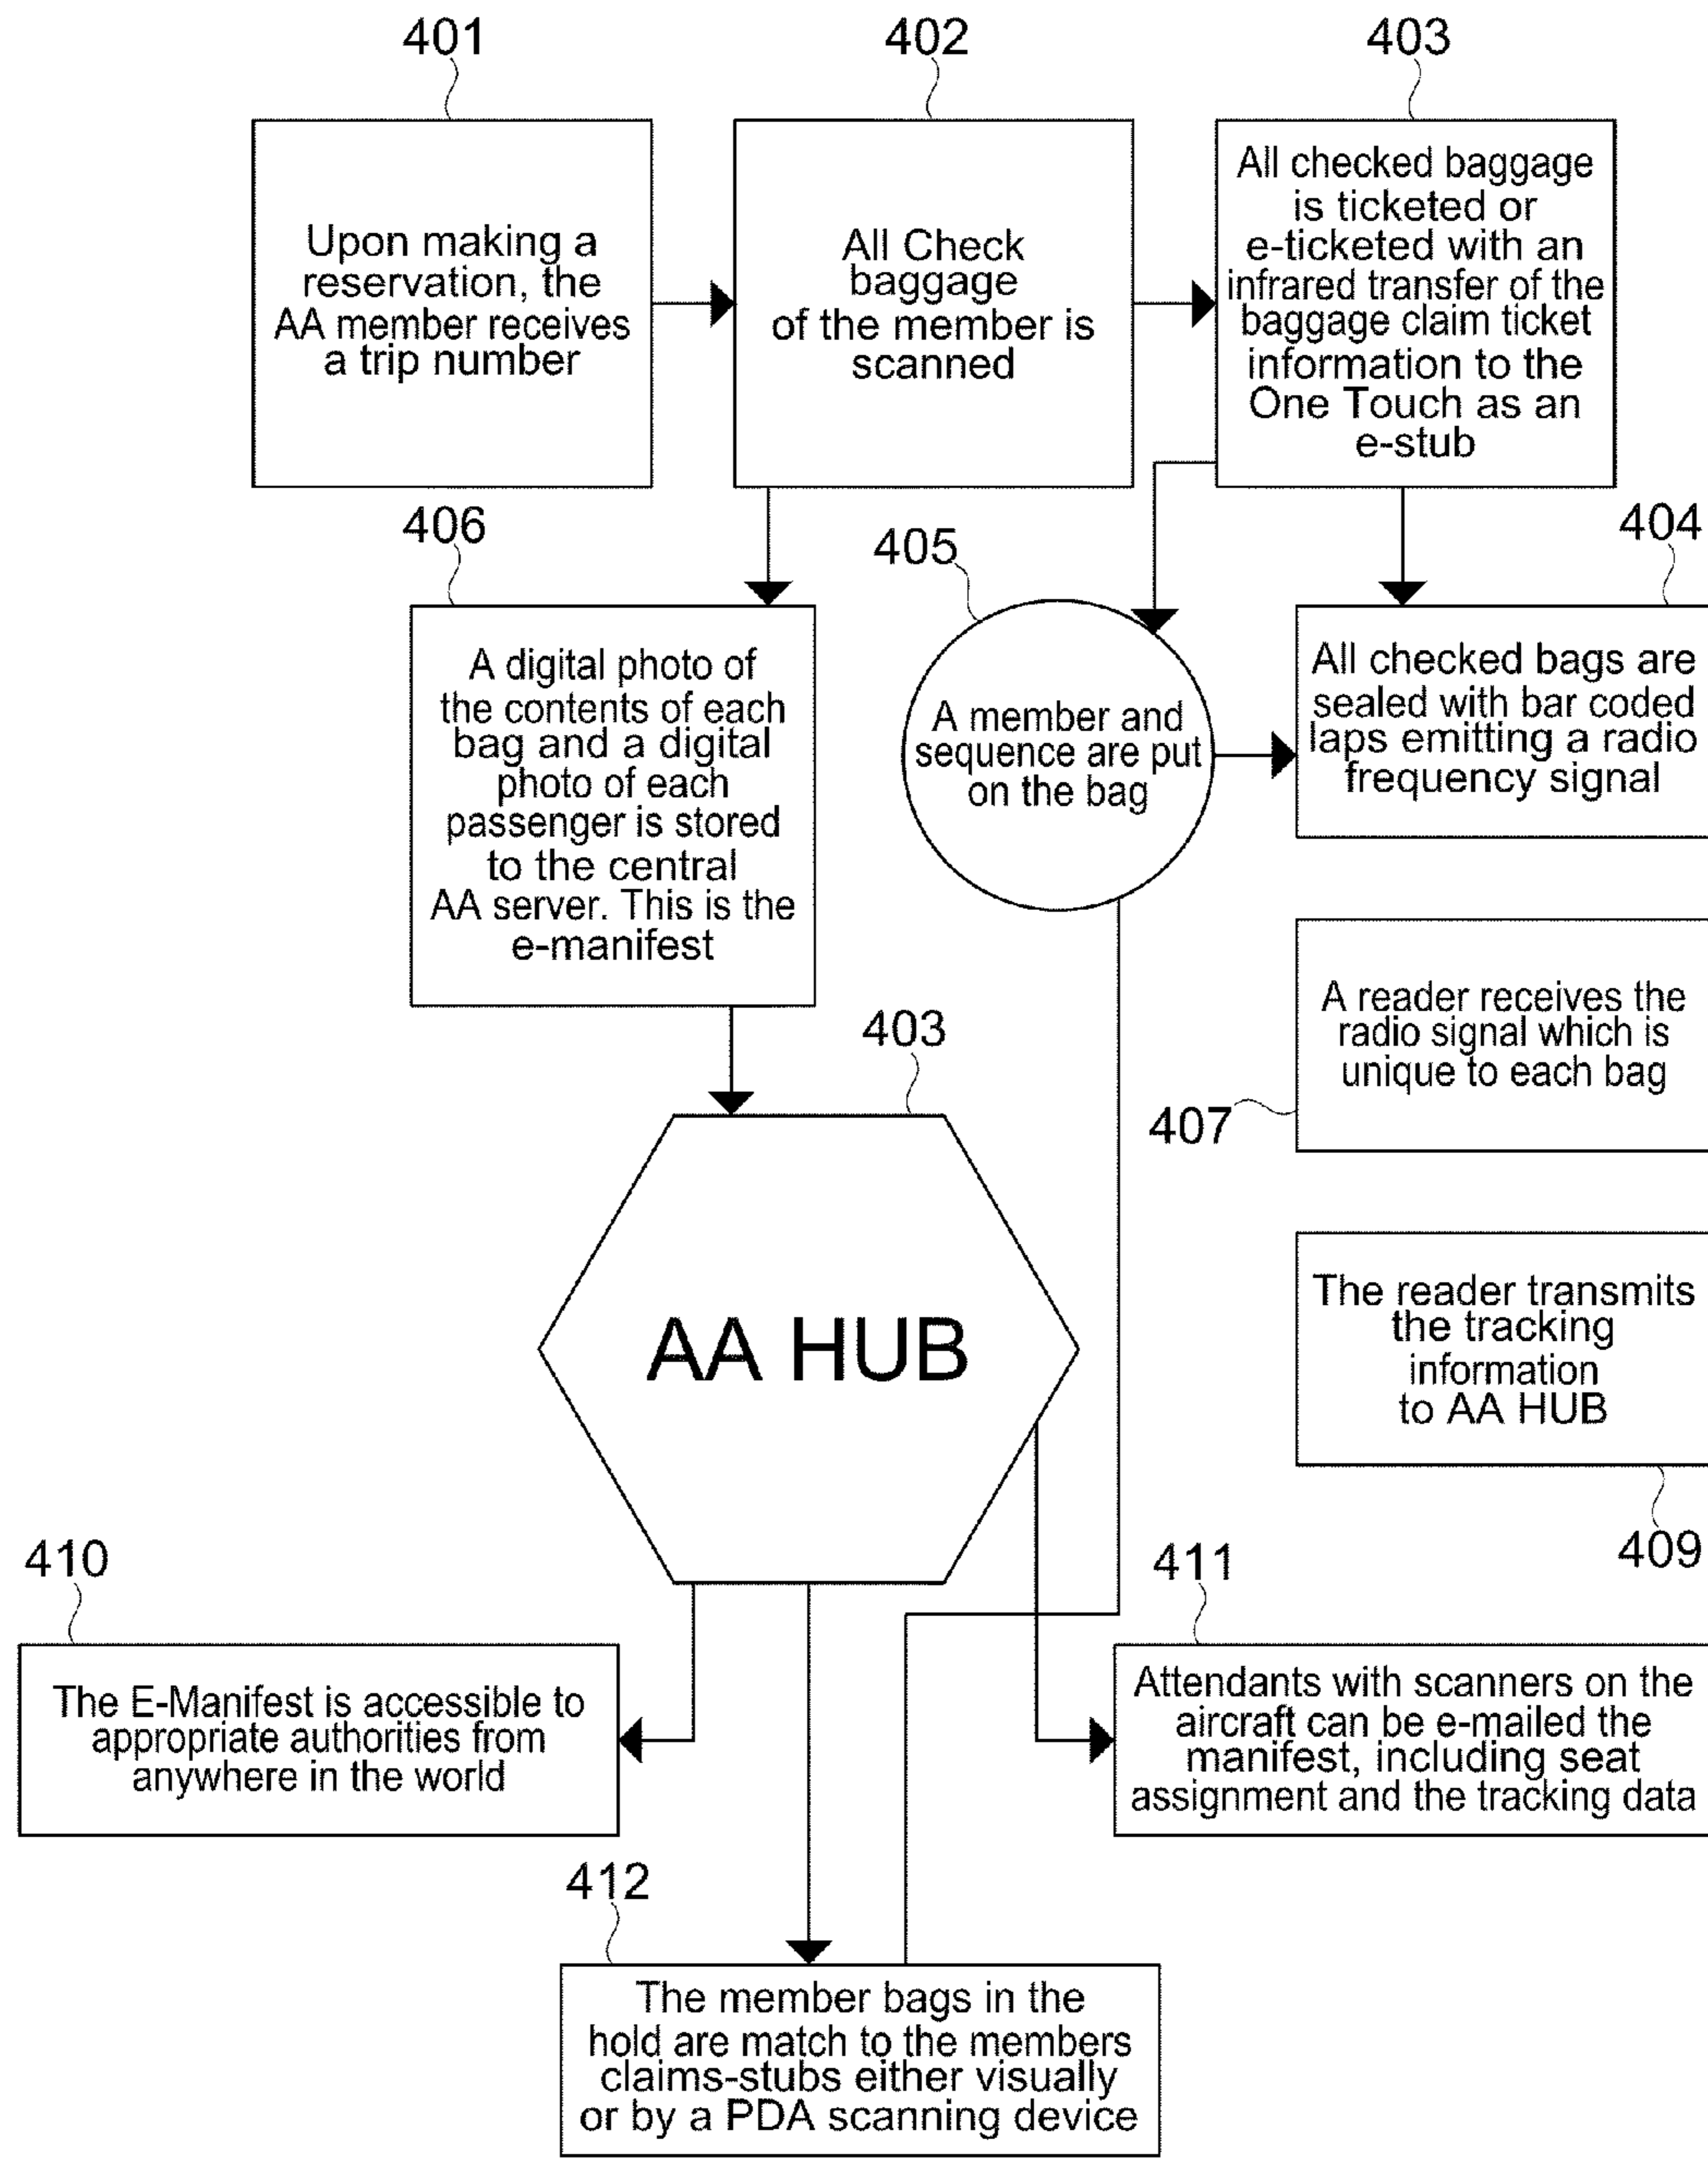 401
402
403
Upon making a
reservation, the
AA member receives
a trip number
All Check
baggage
of the member is
scanned
All checked baggage
is ticketed or
e-ticketed with an
infrared transfer of the
baggage claim ticket
information to the
One Touch as an
e-stub
406
405
404
A digital photo of
the contents of each
bag and a digital
photo of each
passenger is stored
to the central
AA server. This is the
e-manifest
A member and
sequence are put
on the bag
All checked bags are
sealed with bar coded
laps emitting a radio
frequency signal
403
A reader receives the
radio signal which is
unique to each bag
407
AA HUB
The reader transmits
the tracking
information
to AA HUB
409
410
411
The E-Manifest is accessible to
appropriate authorities from
anywhere in the world
Attendants with scanners on the
aircraft can be e-mailed the
manifest, including seat
assignment and the tracking data
412
The member bags in the
hold are match to the members
claims-stubs either visually
or by a PDA scanning device